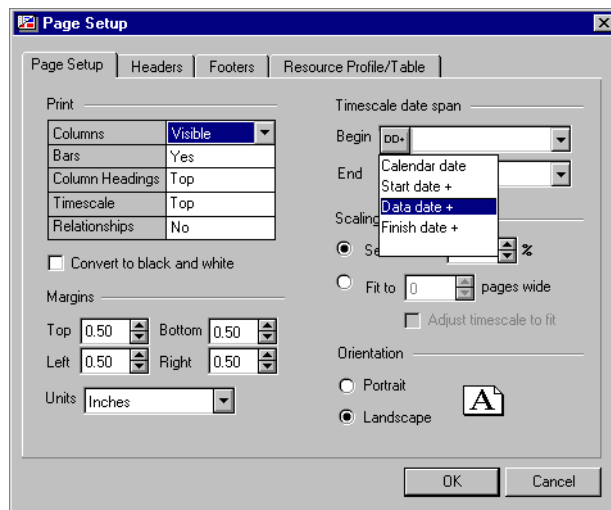 Page Setup
Page Setup Headers Footers Resource Profile/Table
Print
Columns Visible
Bars Yes
Column Headings Top
Timescale Top
Relationships No
Convert to black and white
Margins
Top 0.50 Bottom 0.50
Left 0.50 Right 0.50
Units Inches
Timescale date span
Begin DD+
End
Calendar date
Start date +
Data date +
Finish date +
Scaling
%
Fit to 0 pages wide
Adjust timescale to fit
Orientation
Portrait
Landscape
A
OK Cancel